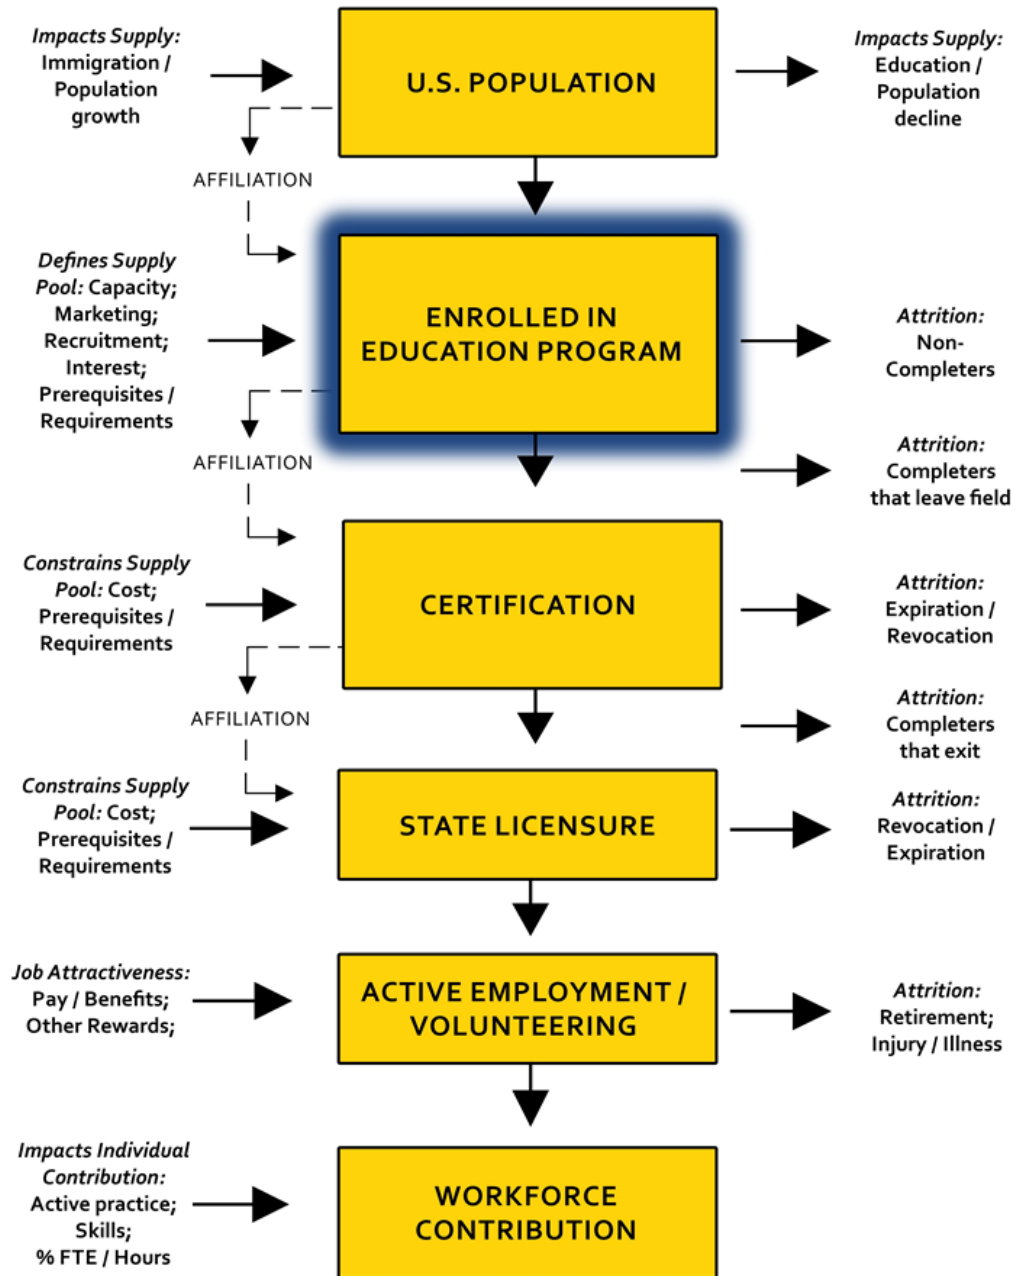 Impacts Supply:
Immigration /
Population
growth
U.S. POPULATION
Impacts Supply:
Education /
Population
decline
AFFILIATION
Defines Supply
Pool: Capacity;
Marketing;
Recruitment;
Interest;
Prerequisites /
Requirements
ENROLLED IN
EDUCATION PROGRAM
Attrition:
Non-
Completers
AFFILIATION
Attrition:
Completers
that leave field
Constrains Supply
Pool: Cost;
Prerequisites /
Requirements
CERTIFICATION
Attrition:
Expiration /
Revocation
AFFILIATION
Attrition:
Completers
that exit
Constrains Supply
Pool: Cost;
Prerequisites /
Requirements
STATE LICENSURE
Attrition:
Revocation /
Expiration
Job Attractiveness:
Pay / Benefits;
Other Rewards;
ACTIVE EMPLOYMENT /
VOLUNTEERING
Attrition:
Retirement;
Injury / Illness
Impacts Individual
Contribution:
Active practice;
Skills;
% FTE / Hours
WORKFORCE
CONTRIBUTION